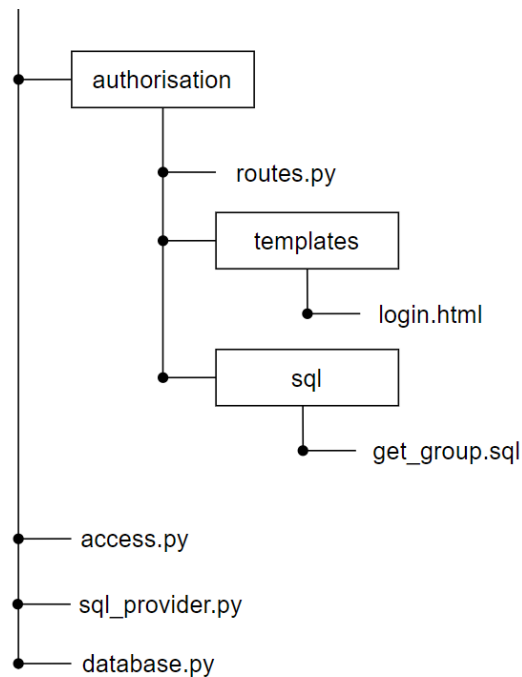 authorisation
routes.py
templates
login.html
sql
get_group.sql
access.py
sql_provider.py
database.py